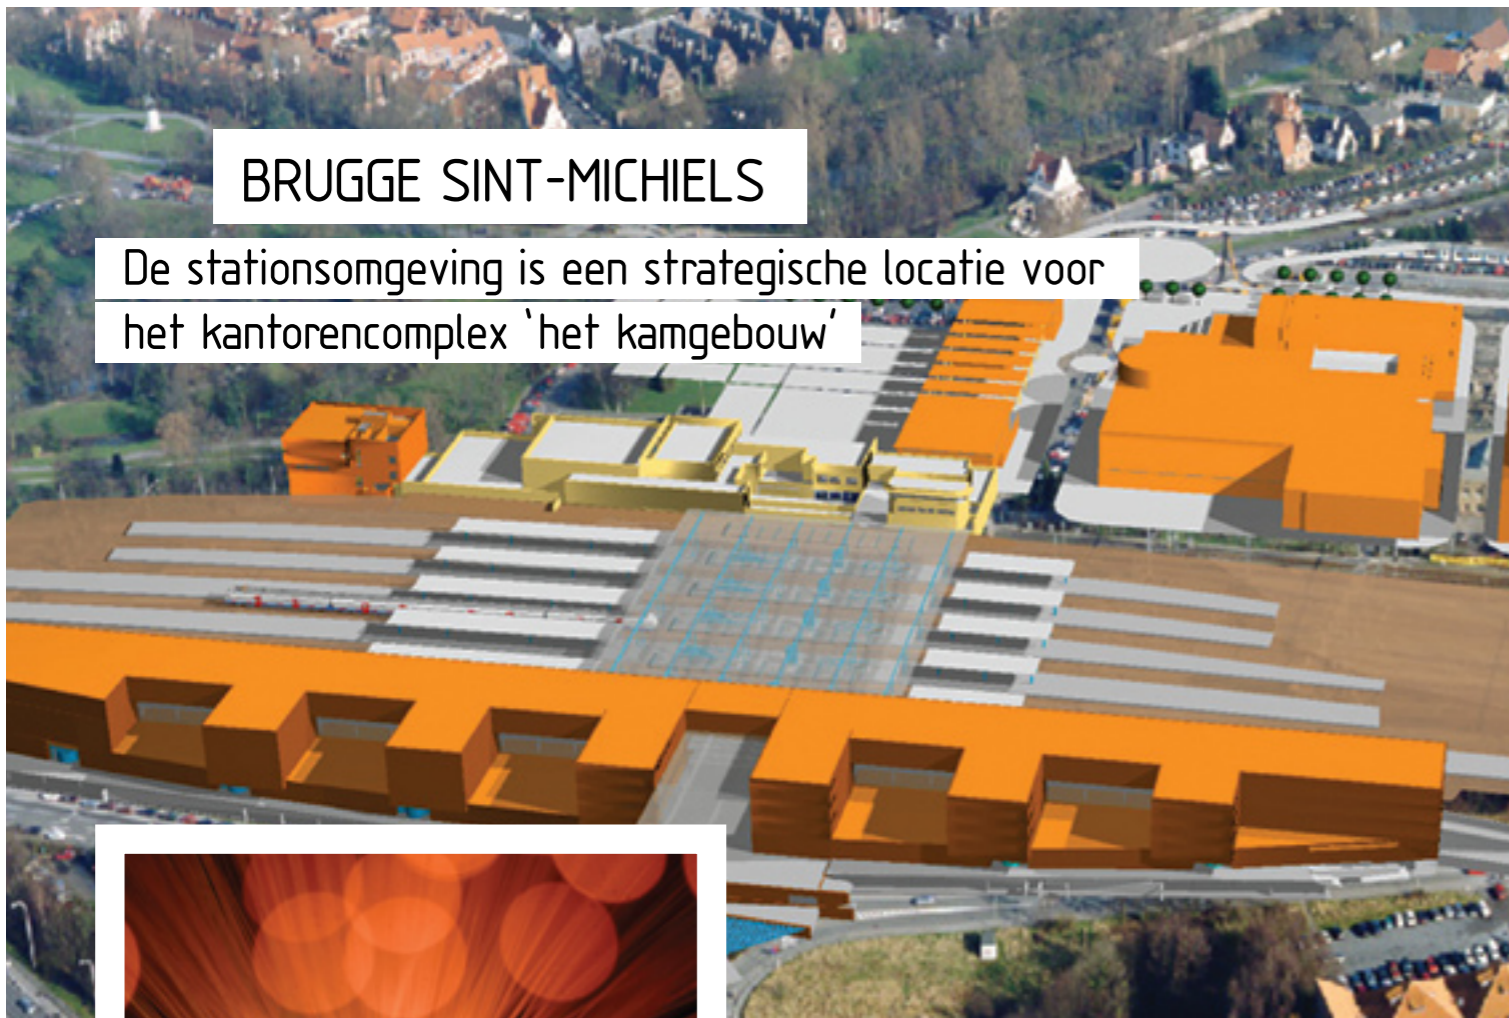 BRUGGE SINT-MICHIELS
De stationsomgeving is een strategische locatie voor
het kantorencomplex ‘het kamgebouw’